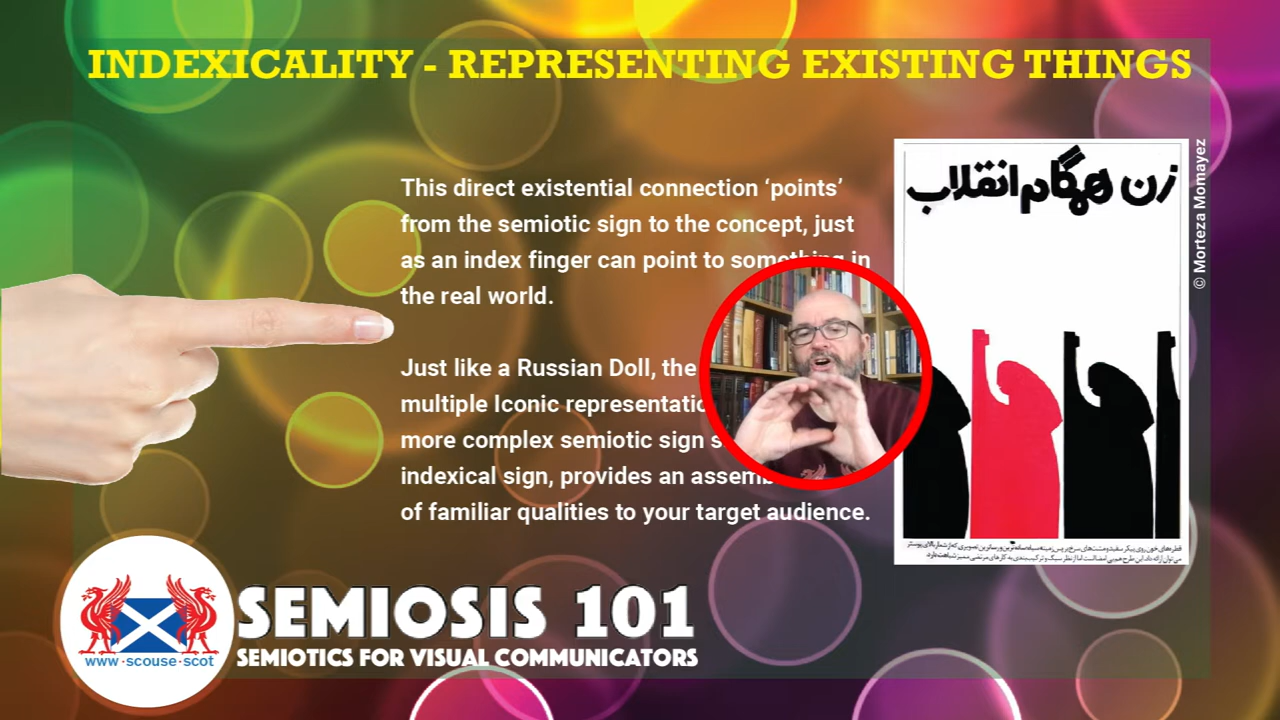 INDEXICALITY - REPRESENTING EXISTING THINGS
This direct existential connection ‘points’
from the semiotic sign to the concept, just
as an index finger can point to something in
the real world.
Just like a Russian Doll, the
multiple Iconic
more complex semiotic sign
indexical sign, provides an
of familiar qualities to your target audience.
زن هنگام انقلاب
© Morteza Momayez
www·scouse·scot
SEMIOSIS 101
SEMIOTICS FOR VISUAL COMMUNICATORS